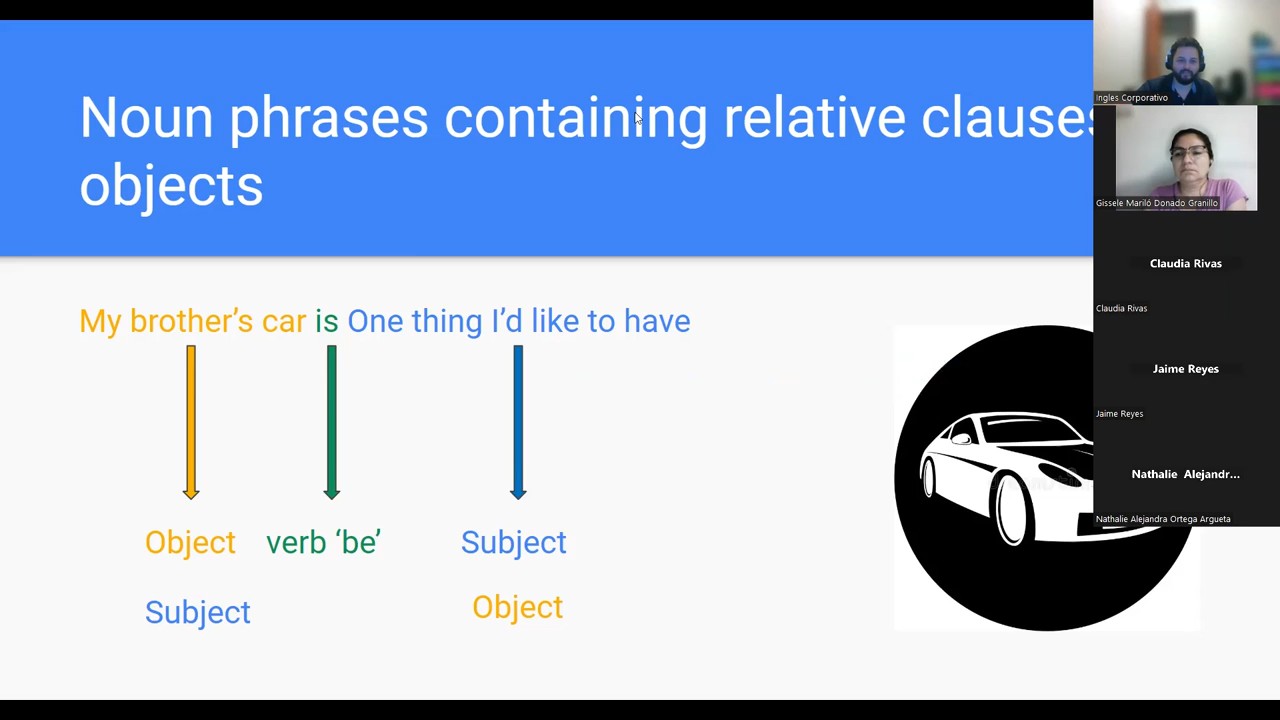 Noun phrases containing relative clauses
objects
My brother's car is One thing I'd like to have
Object verb 'be' Subject
Subject Object
Ingles Corporativo
Gissele Mariló Donado Granillo
Claudia Rivas
Claudia Rivas
Jaime Reyes
Jaime Reyes
Nathalie Alejandr...
Nathalie Alejandra Ortega Argueta